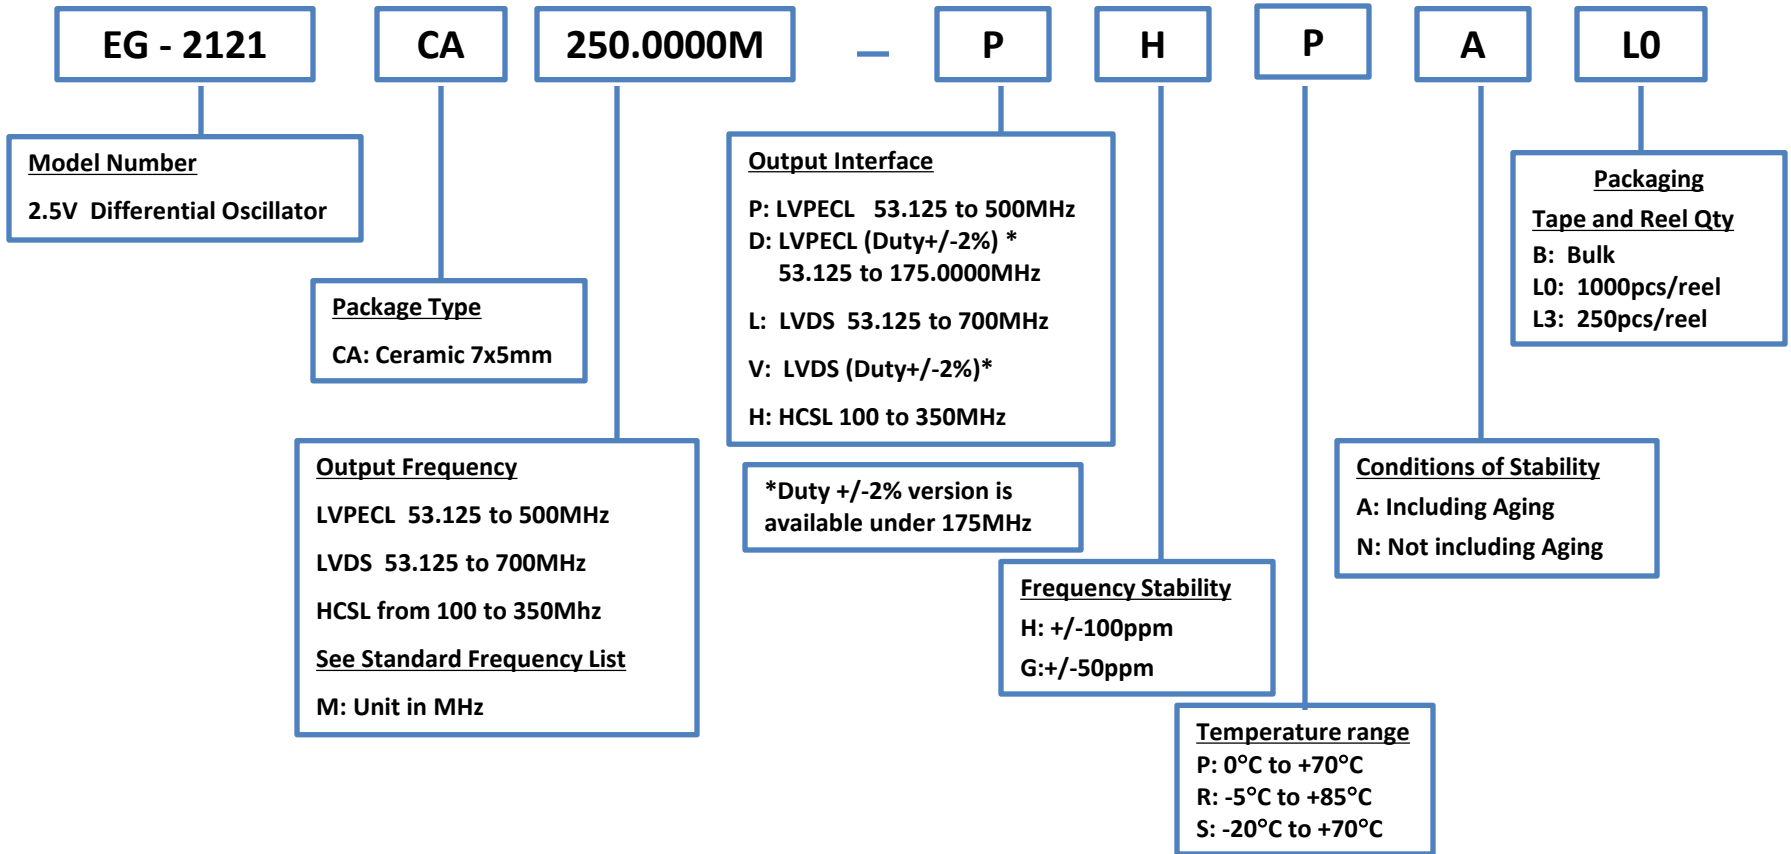 EG - 2121 CA 250.0000M – P H P A L0
Model Number
2.5V Differential Oscillator
Package Type
CA: Ceramic 7x5mm
Output Frequency
LVPECL 53.125 to 500MHz
LVDS 53.125 to 700MHz
HCSL from 100 to 350Mhz
See Standard Frequency List
M: Unit in MHz
Output Interface
P: LVPECL 53.125 to 500MHz
D: LVPECL (Duty+/-2%) *
53.125 to 175.0000MHz
L: LVDS 53.125 to 700MHz
V: LVDS (Duty+/-2%)*
H: HCSL 100 to 350MHz
*Duty +/-2% version is
available under 175MHz
Frequency Stability
H: +/-100ppm
G:+/-50ppm
Temperature range
P: 0°C to +70°C
R: -5°C to +85°C
S: -20°C to +70°C
Conditions of Stability
A: Including Aging
N: Not including Aging
Packaging
Tape and Reel Qty
B: Bulk
L0: 1000pcs/reel
L3: 250pcs/reel